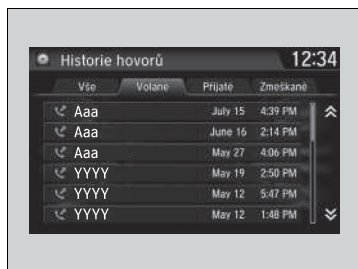 Historie hovorů 12:34
Vše Volané Přijaté Zmeškané
Aaa July 15 4:39 PM
Aaa June 16 2:14 PM
Aaa May 27 4:06 PM
YYYY May 19 2:50 PM
YYYY May 12 5:47 PM
YYYY May 12 1:48 PM